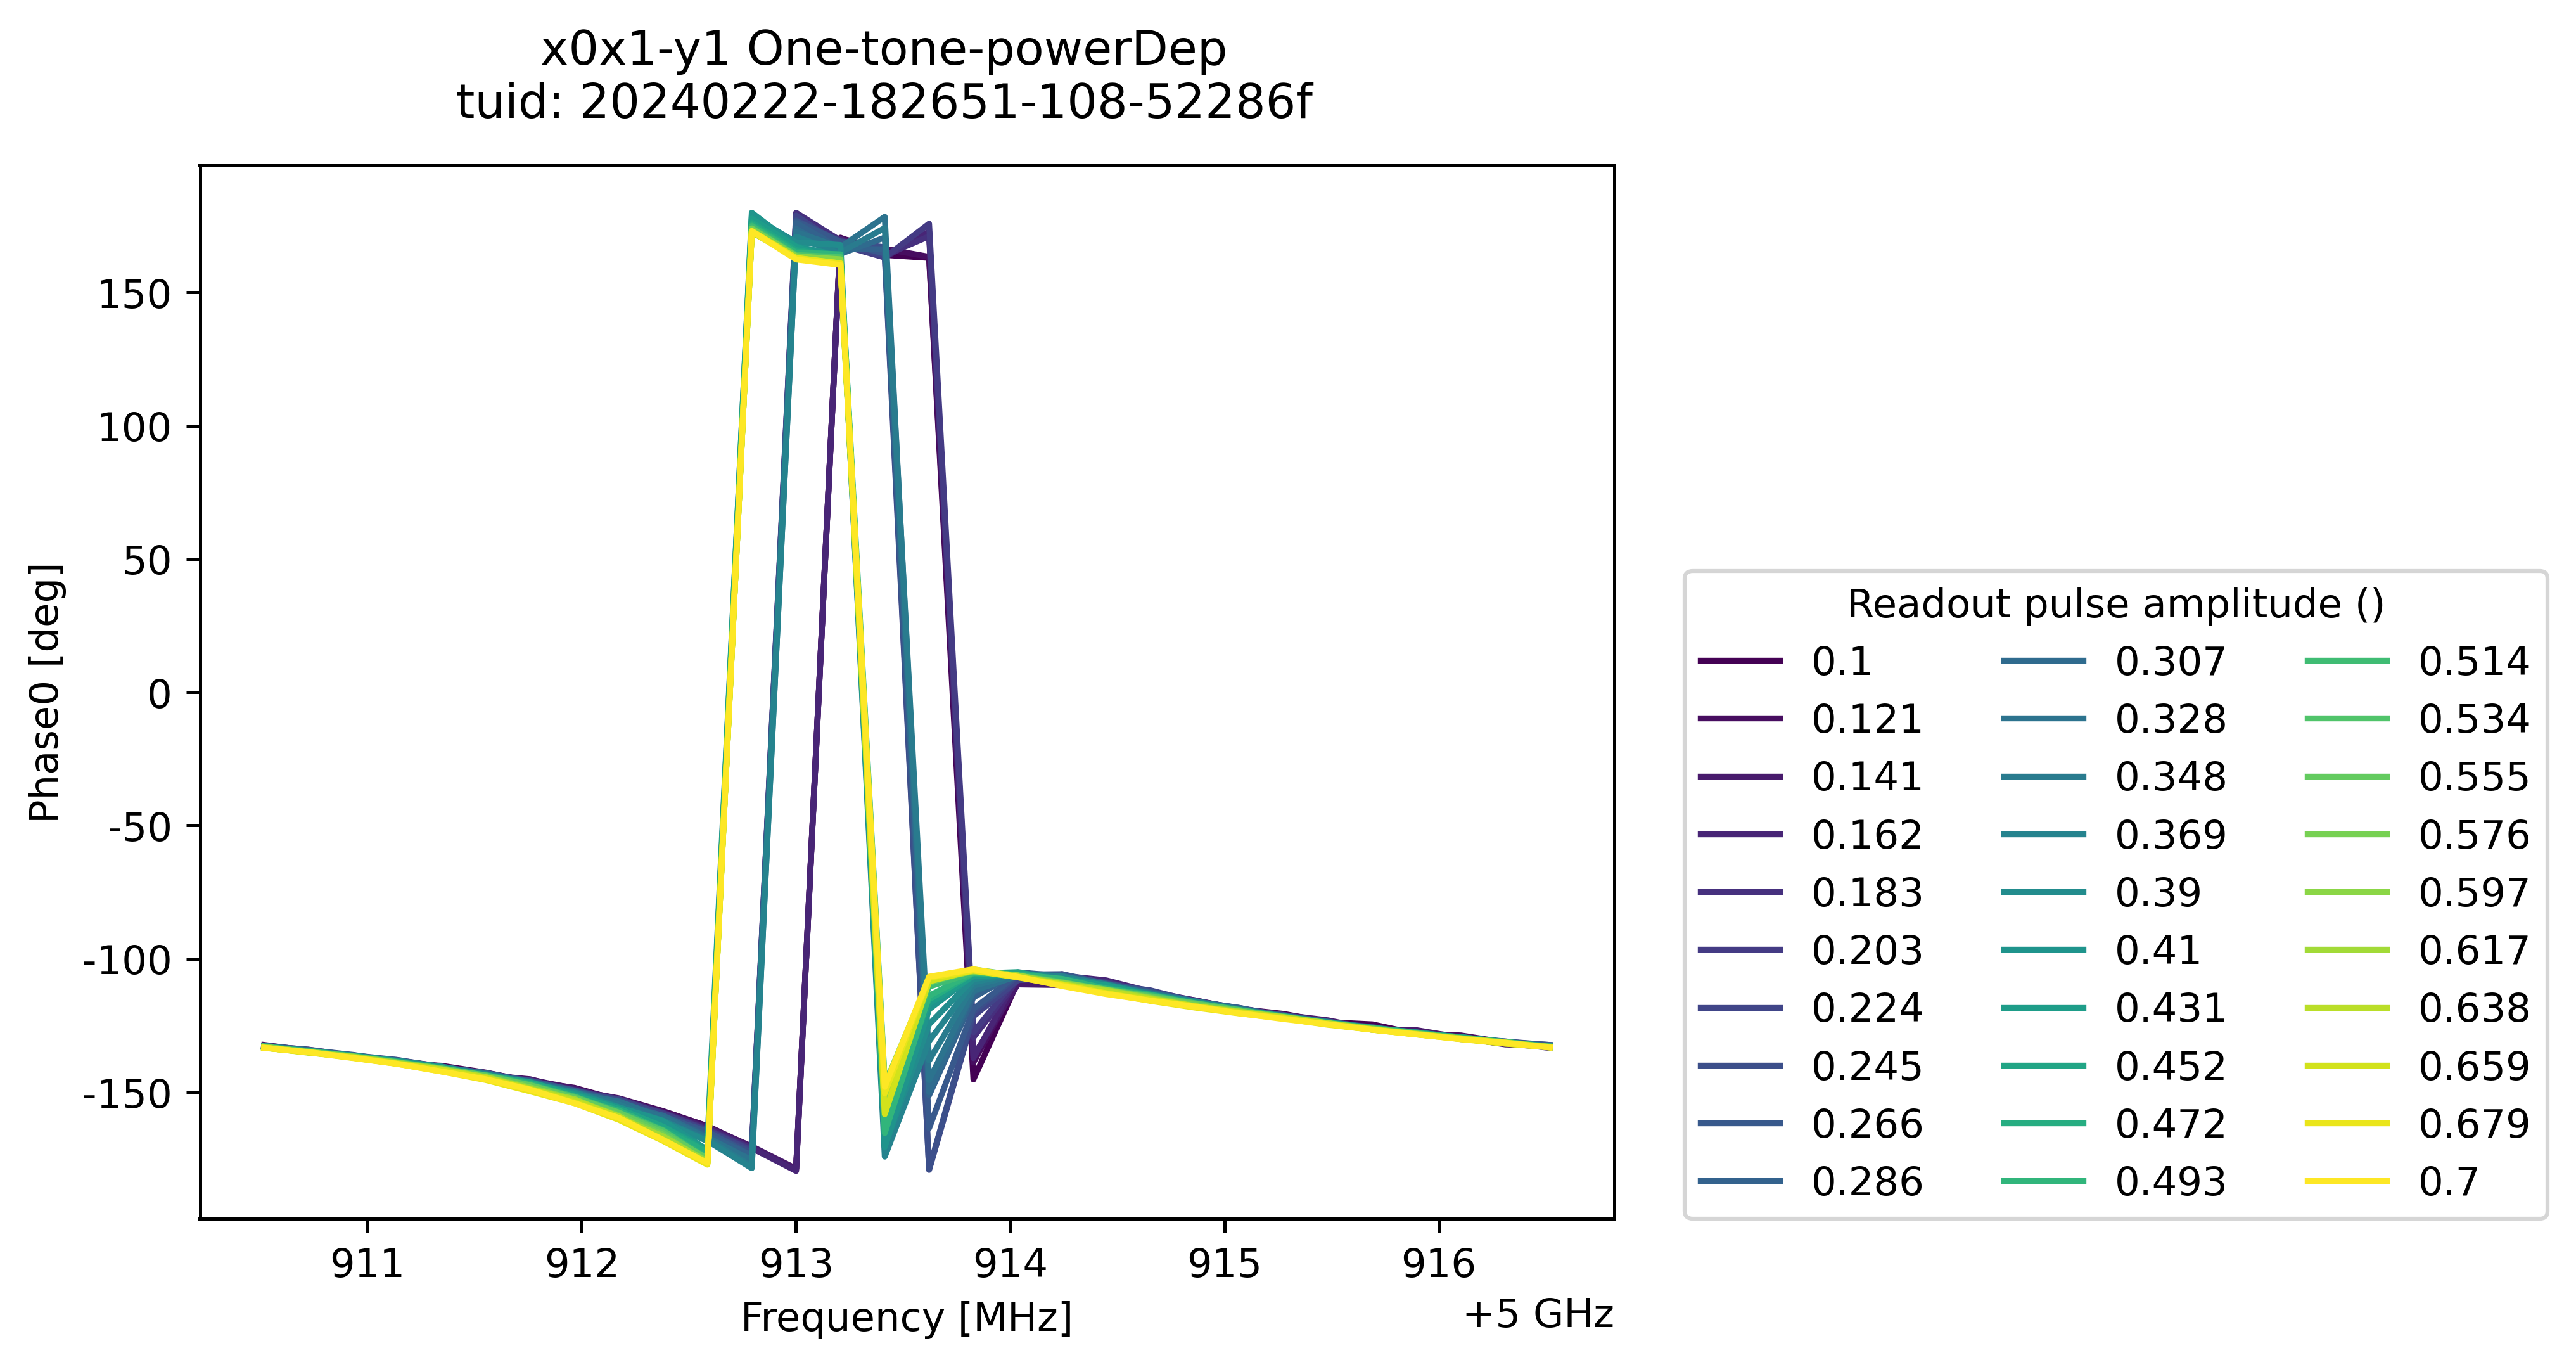 x0x1-y1 One-tone-powerDep
tuid: 20240222-182651-108-52286f
Phase0 [deg]
150
100
50
0
-50
-100
-150
911 912 913 914 915 916
Frequency [MHz]
+5 GHz
Readout pulse amplitude ()
0.1 0.307 0.514
0.121 0.328 0.534
0.141 0.348 0.555
0.162 0.369 0.576
0.183 0.39 0.597
0.203 0.41 0.617
0.224 0.431 0.638
0.245 0.452 0.659
0.266 0.472 0.679
0.286 0.493 0.7